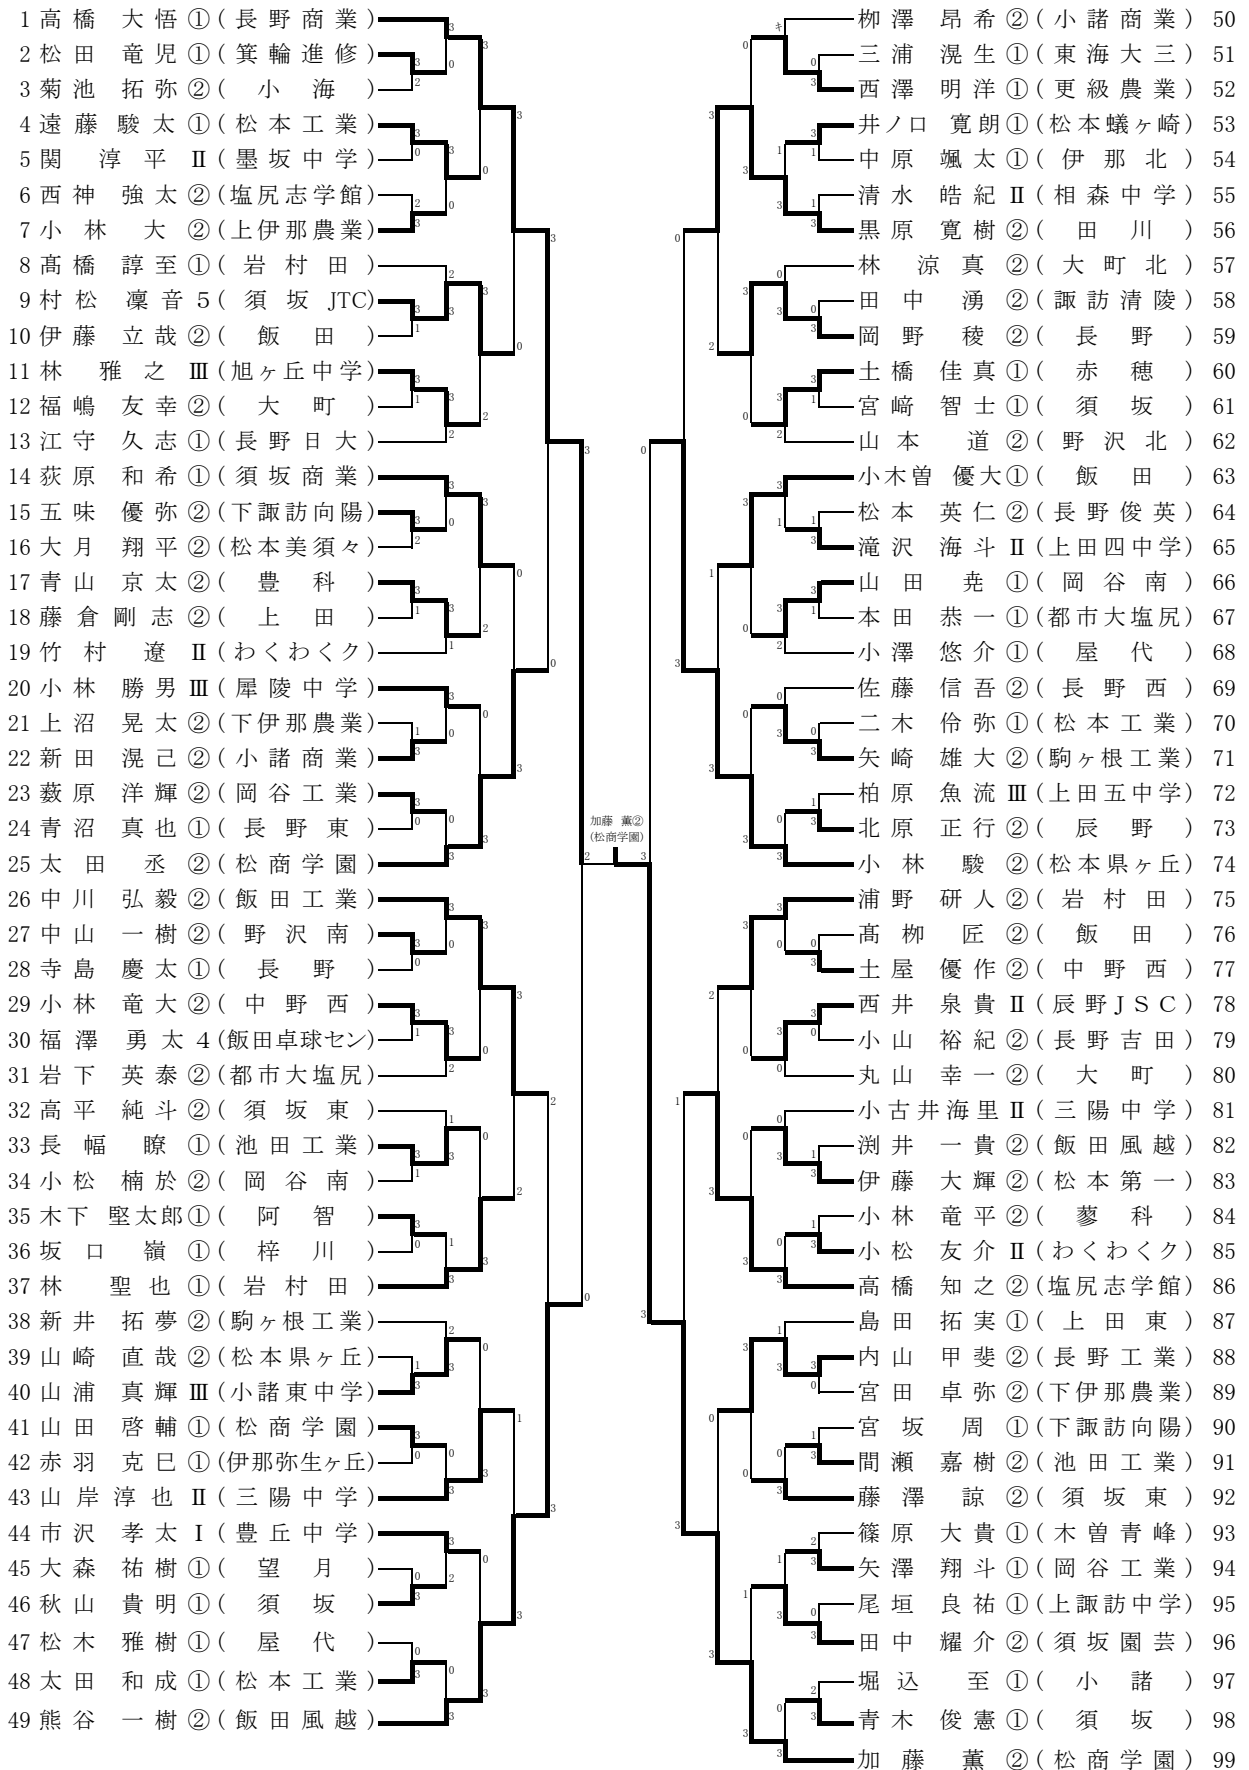 1 高橋 大悟 ① (長野商業)
2 松田 竜児 ① (箕輪進修)
3 菊池 拓弥 ② (小海)
4 遠藤 駿太 ① (松本工業)
5 関 淳平 Ⅱ (墨坂中学)
6 西神 強太 ② (塩尻志学館)
7 小林 大 ② (上伊那農業)
8 髙橋 諄至 ① (岩村田)
9 村松 凜音 5 (須坂 JTC)
10 伊藤 立哉 ② (飯田)
11 林 雅之 Ⅲ (旭ヶ丘中学)
12 福嶋 友幸 ② (大町)
13 江守 久志 ① (長野日大)
14 荻原 和希 ① (須坂商業)
15 五味 優弥 ② (下諏訪向陽)
16 大月 翔平 ② (松本美須々)
17 青山 京太 ② (豊科)
18 藤倉 剛志 ② (上田)
19 竹村 遼 Ⅱ (わくわくク)
20 小林 勝男 Ⅲ (犀陵中学)
21 上沼 晃太 ② (下伊那農業)
22 新田 滉己 ② (小諸商業)
23 薮原 洋輝 ② (岡谷工業)
24 青沼 真也 ① (長野東)
25 太田 丞 ② (松商学園)
26 中川 弘毅 ② (飯田工業)
27 中山 一樹 ② (野沢南)
28 寺島 慶太 ① (長野)
29 小林 竜大 ② (中野西)
30 福澤 勇太 4 (飯田卓球セン)
31 岩下 英泰 ② (都市大塩尻)
32 高平 純斗 ② (須坂東)
33 長幅 瞭 ① (池田工業)
34 小松 楠於 ② (岡谷南)
35 木下 堅太郎 ① (阿智)
36 坂口 嶺 ① (梓川)
37 林 聖也 ① (岩村田)
38 新井 拓夢 ② (駒ヶ根工業)
39 山崎 直哉 ② (松本県ヶ丘)
40 山浦 真輝 Ⅲ (小諸東中学)
41 山田 啓輔 ① (松商学園)
42 赤羽 克巳 ① (伊那弥生ヶ丘)
43 山岸 淳也 Ⅱ (三陽中学)
44 市沢 孝太 Ⅰ (豊丘中学)
45 大森 祐樹 ① (望月)
46 秋山 貴明 ① (須坂)
47 松木 雅樹 ① (屋代)
48 太田 和成 ① (松本工業)
49 熊谷 一樹 ② (飯田風越)
加藤 薫②
(松商学園)
柳澤 昂希 ② (小諸商業) 50
三浦 滉生 ① (東海大三) 51
西澤 明洋 ① (更級農業) 52
井ノ口 寛朗 ① (松本蟻ヶ崎) 53
中原 颯太 ① (伊那北) 54
清水 皓紀 Ⅱ (相森中学) 55
黒原 寛樹 ② (田川) 56
林 涼真 ② (大町北) 57
田中 湧 ② (諏訪清陵) 58
岡野 稜 ② (長野) 59
土橋 佳真 ① (赤穂) 60
宮﨑 智士 ① (須坂) 61
山本 道 ② (野沢北) 62
小木曽 優大 ① (飯田) 63
松本 英仁 ② (長野俊英) 64
滝沢 海斗 Ⅱ (上田四中学) 65
山田 尭 ① (岡谷南) 66
本田 恭一 ① (都市大塩尻) 67
小澤 悠介 ① (屋代) 68
佐藤 信吾 ② (長野西) 69
二木 伶弥 ① (松本工業) 70
矢崎 雄大 ② (駒ヶ根工業) 71
柏原 魚流 Ⅲ (上田五中学) 72
北原 正行 ② (辰野) 73
小林 駿 ② (松本県ヶ丘) 74
浦野 研人 ② (岩村田) 75
髙栁 匠 ② (飯田) 76
土屋 優作 ② (中野西) 77
西井 泉貴 Ⅱ (辰野JSC) 78
小山 裕紀 ② (長野吉田) 79
丸山 幸一 ② (大町) 80
小古井 海里 Ⅱ (三陽中学) 81
渕井 一貴 ② (飯田風越) 82
伊藤 大輝 ② (松本第一) 83
小林 竜平 ② (蓼科) 84
小松 友介 Ⅱ (わくわくク) 85
高橋 知之 ② (塩尻志学館) 86
島田 拓実 ① (上田東) 87
内山 甲斐 ② (長野工業) 88
宮田 卓弥 ② (下伊那農業) 89
宮坂 周 ① (下諏訪向陽) 90
間瀬 嘉樹 ② (池田工業) 91
藤澤 諒 ② (須坂東) 92
篠原 大貴 ① (木曽青峰) 93
矢澤 翔斗 ① (岡谷工業) 94
尾垣 良祐 ① (上諏訪中学) 95
田中 耀介 ② (須坂園芸) 96
堀込 至 ① (小諸) 97
青木 俊憲 ① (須坂) 98
加藤 薫 ② (松商学園) 99